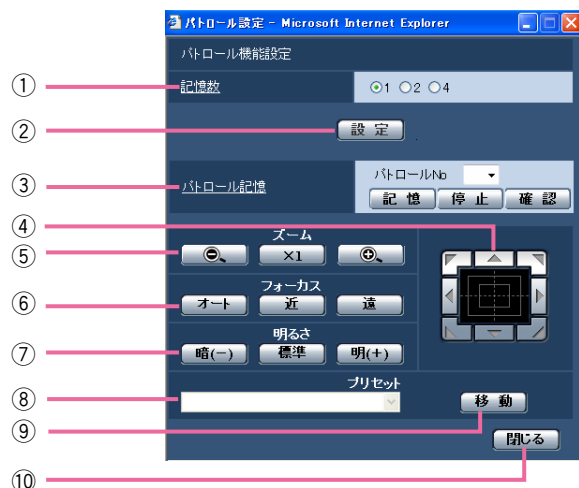 パトロール設定 - Microsoft Internet Explorer
パトロール機能設定
① 記憶数 1 2 4
② 設 定
③ パトロール記憶 パトロールNo
記 憶 停 止 確 認
④
ズーム
⑤ ×1
フォーカス
⑥ オート 近 遠
明るさ
⑦ 暗(−) 標準 明(+)
プリセット
⑧
移 動
⑨
閉じる
⑩